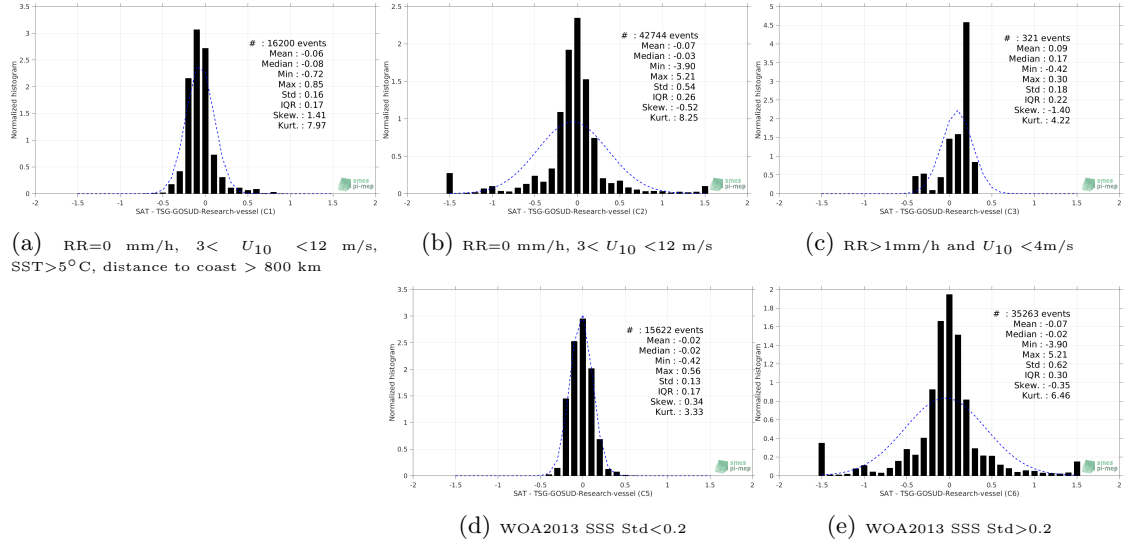 3.5
3
2.5
2
1.5
1
0.5
0
-2 -1.5 -1 -0.5 0 0.5 1 1.5 2
Normalized histogram
SAT - TSG-GOSUD-Research-vessel (C1)
# : 16200 events
Mean : -0.06
Median : -0.08
Min : -0.72
Max : 0.85
Std : 0.16
IQR : 0.17
Skew. : 1.41
Kurt. : 7.97
smos
pi-mep
(a) RR=0 mm/h, 3< U10 <12 m/s,
SST>5°C, distance to coast > 800 km
2.5
2
1.5
1
0.5
0
-2 -1.5 -1 -0.5 0 0.5 1 1.5 2
Normalized histogram
SAT - TSG-GOSUD-Research-vessel (C2)
# : 42744 events
Mean : -0.07
Median : -0.03
Min : -3.90
Max : 5.21
Std : 0.54
IQR : 0.26
Skew. : -0.52
Kurt. : 8.25
smos
pi-mep
(b) RR=0 mm/h, 3< U10 <12 m/s
5
4.5
4
3.5
3
2.5
2
1.5
1
0.5
0
-2 -1.5 -1 -0.5 0 0.5 1 1.5 2
Normalized histogram
SAT - TSG-GOSUD-Research-vessel (C3)
# : 321 events
Mean : 0.09
Median : 0.17
Min : -0.42
Max : 0.30
Std : 0.18
IQR : 0.22
Skew. : -1.40
Kurt. : 4.22
smos
pi-mep
(c) RR>1mm/h and U10 <4m/s
3.5
3
2.5
2
1.5
1
0.5
0
-2 -1.5 -1 -0.5 0 0.5 1 1.5 2
Normalized histogram
SAT - TSG-GOSUD-Research-vessel (C5)
# : 15622 events
Mean : -0.02
Median : -0.02
Min : -0.42
Max : 0.56
Std : 0.13
IQR : 0.17
Skew. : 0.34
Kurt. : 3.33
smos
pi-mep
(d) WOA2013 SSS Std<0.2
2
1.8
1.6
1.4
1.2
1
0.8
0.6
0.4
0.2
0
-2 -1.5 -1 -0.5 0 0.5 1 1.5 2
Normalized histogram
SAT - TSG-GOSUD-Research-vessel (C6)
# : 35263 events
Mean : -0.07
Median : -0.02
Min : -3.90
Max : 5.21
Std : 0.62
IQR : 0.30
Skew. : -0.35
Kurt. : 6.46
smos
pi-mep
(e) WOA2013 SSS Std>0.2